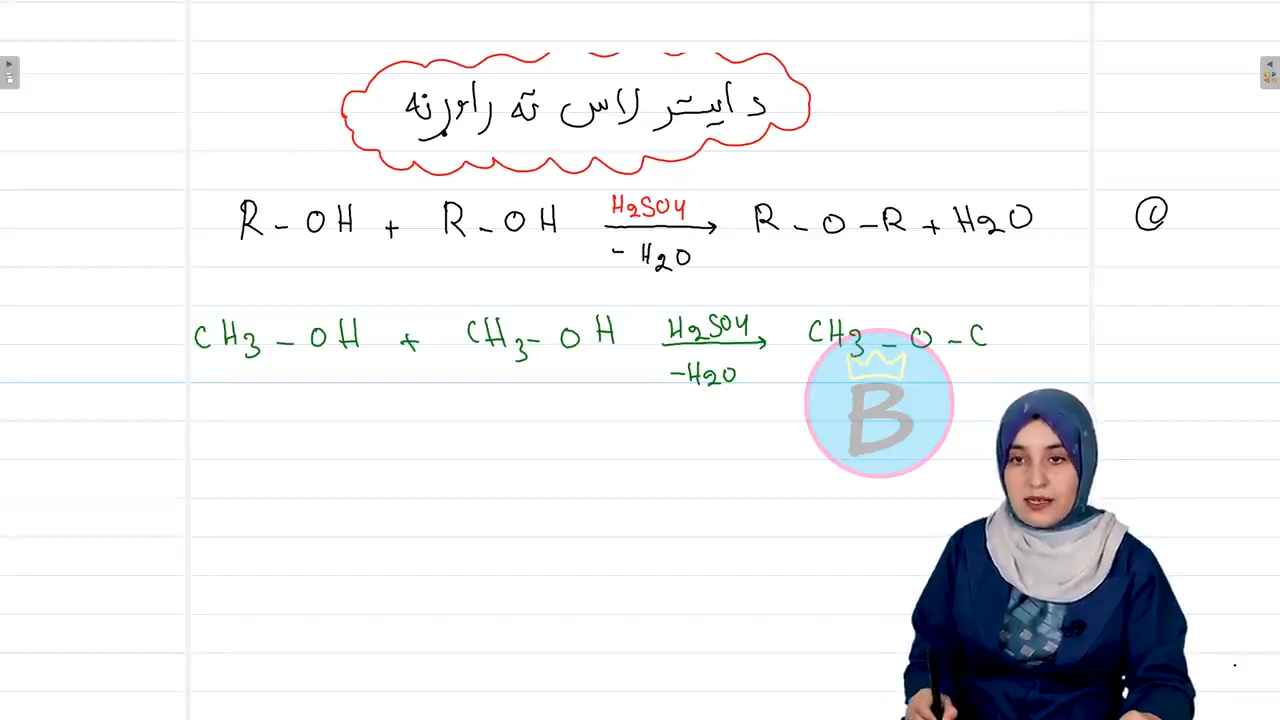 د ایتر لاس ته راوړنه
R - OH + R - OH H2SO4 - H2O R - O - R + H2O
CH3 - OH + CH3 - OH H2SO4 -H2O CH3 - O - C
B